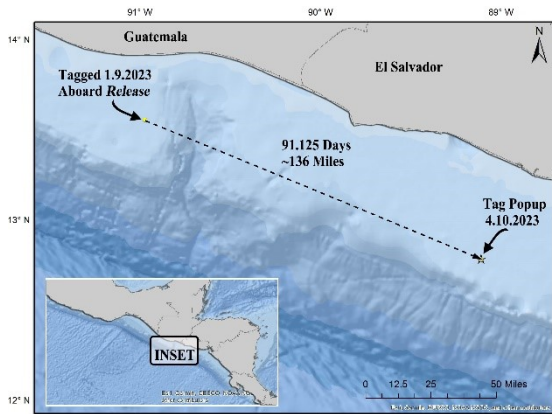 91°W
90°W
89°W
14°N
N
Guatemala
El Salvador
Tagged 1.9.2023
Aboard Release
91.125 Days
~136 Miles
Tag Popup
4.10.2023
13°N
INSET
12°N
0 12.5 25 50 Miles